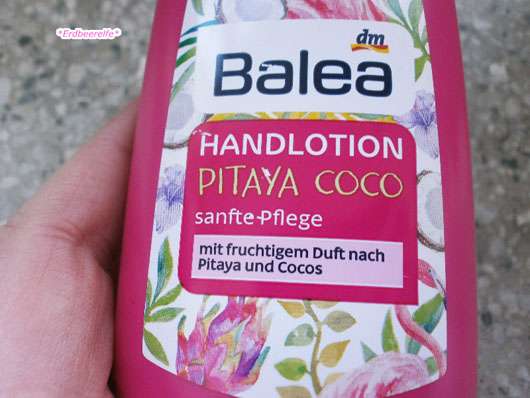 *Erdbeerelfe*
dm
Balea
HANDLOTION
PITAYA COCO
sanfte Pflege
mit fruchtigem Duft nach
Pitaya und Cocos